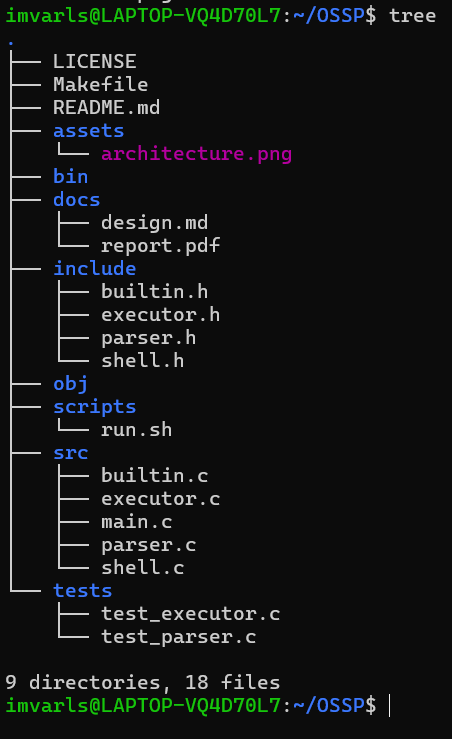 imvarls@LAPTOP-VQ4D70L7:~/OSSP$ tree
.
├── LICENSE
├── Makefile
├── README.md
├── assets
│   └── architecture.png
├── bin
├── docs
│   ├── design.md
│   └── report.pdf
├── include
│   ├── builtin.h
│   ├── executor.h
│   ├── parser.h
│   └── shell.h
├── obj
├── scripts
│   └── run.sh
├── src
│   ├── builtin.c
│   ├── executor.c
│   ├── main.c
│   ├── parser.c
│   └── shell.c
└── tests
    ├── test_executor.c
    └── test_parser.c

9 directories, 18 files
imvarls@LAPTOP-VQ4D70L7:~/OSSP$